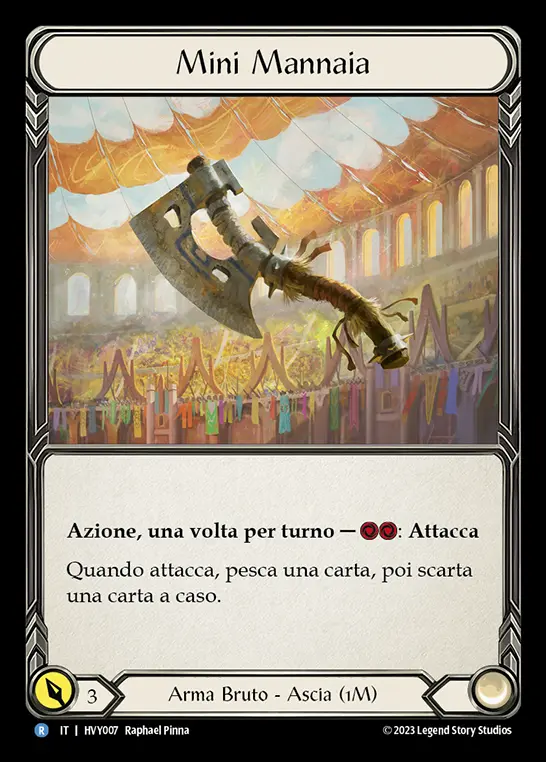 Mini Mannaia
Azione, una volta per turno — : Attacca
Quando attacca, pesca una carta, poi scarta
una carta a caso.
3
Arma Bruto - Ascia (1M)
R IT | HVY007 Raphael Pinna
© 2023 Legend Story Studios